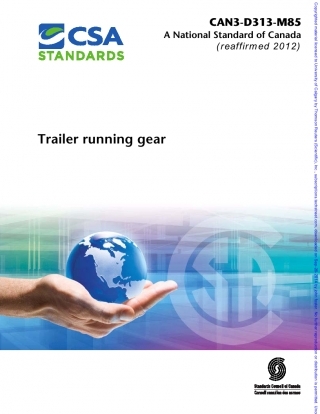 CAN3-D313-M85
A National Standard of Canada
(reaffirmed 2012)
CSA
STANDARDS
Trailer running gear
CSA
Standards Council of Canada
Conseil canadien des normes